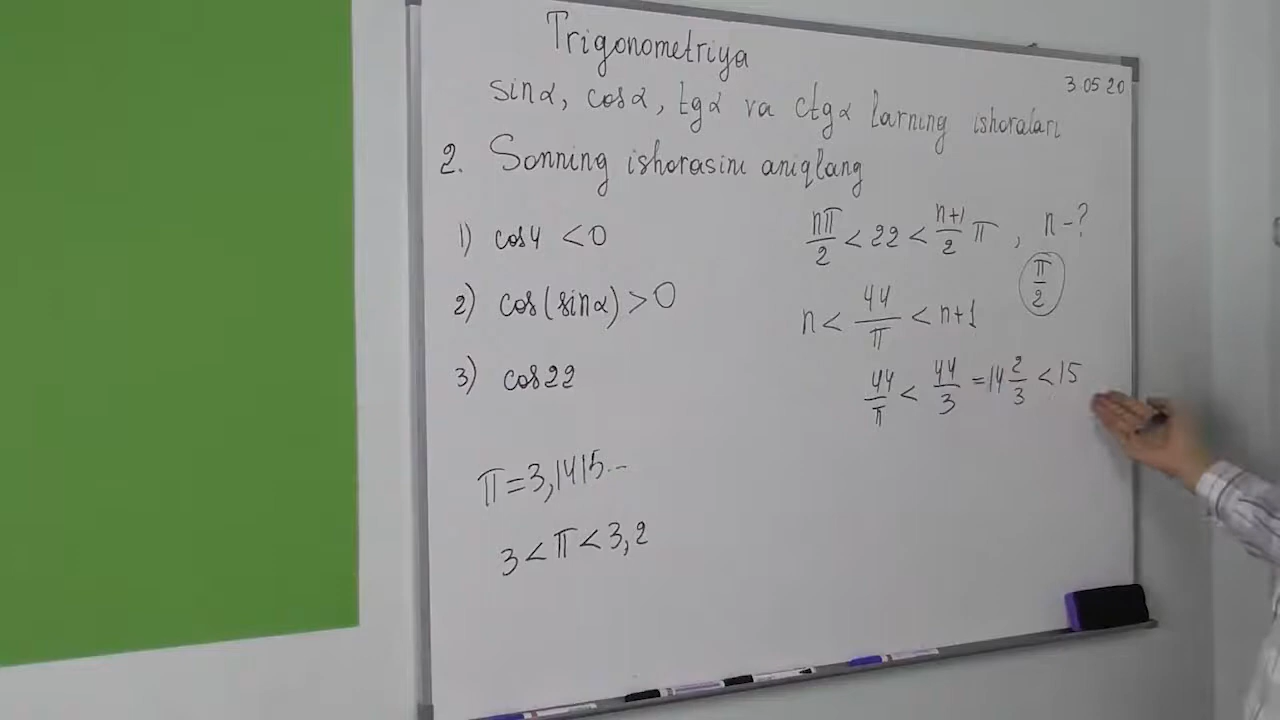 Trigonometriya
3 05 20
sinα, cosα, tgα va ctgα larning ishoralari
2. Sonning ishorasini aniqlang
1) cos4 < 0
2) cos(sinα) > 0
3) cos22
π = 3,1415...
3 < π < 3,2
nπ/2 < 22 < n+1/2 π , n - ?
π/2
n < 44/π < n+1
44/π < 44/3 = 14 2/3 < 15